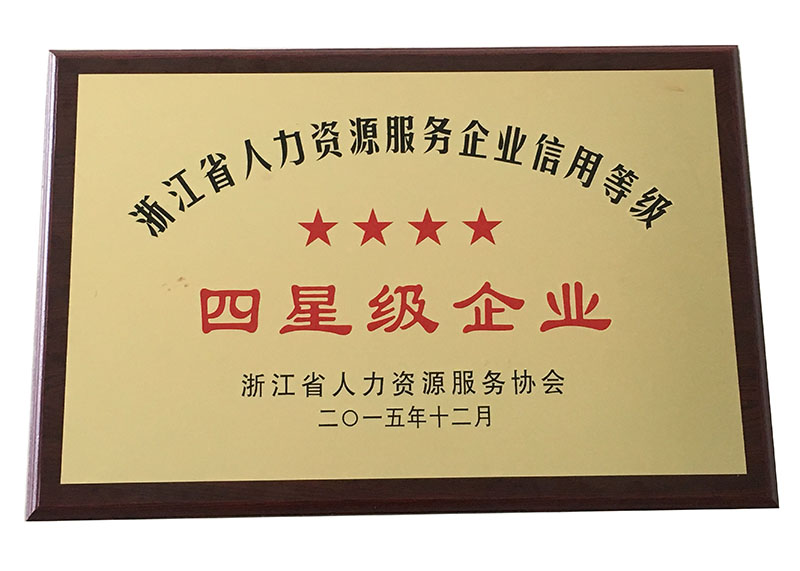 浙江省人力资源服务企业信用等级
★★★★
四星级企业
浙江省人力资源服务协会
二〇一五年十二月